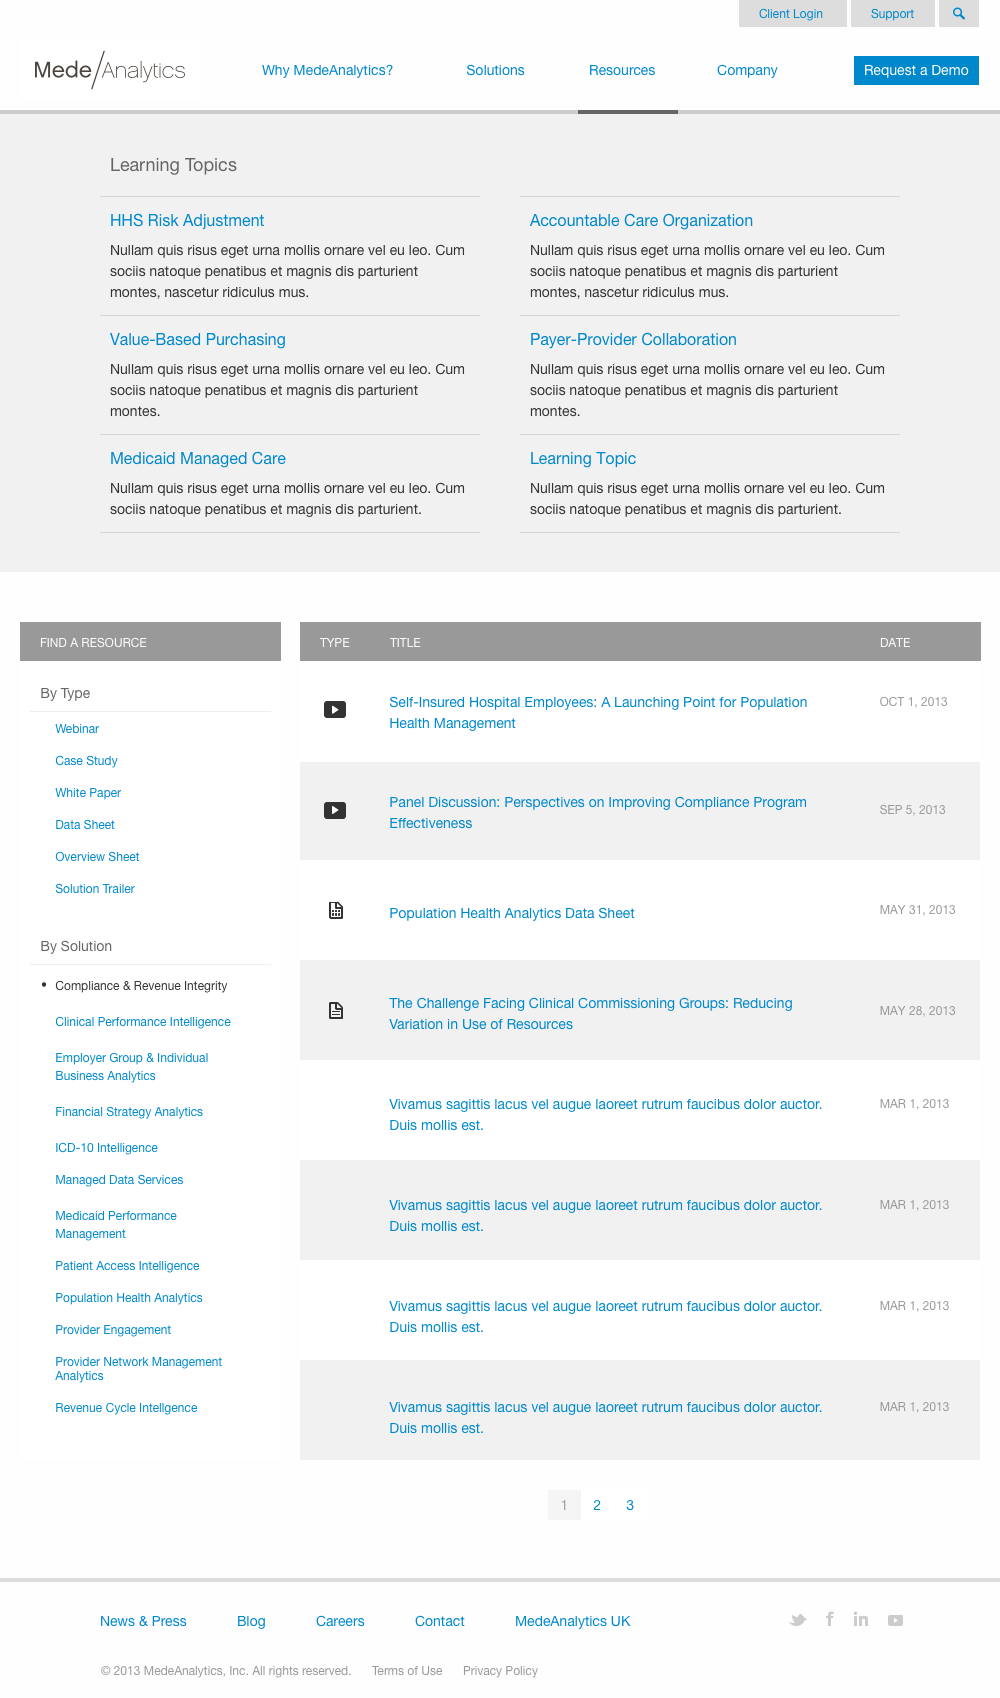 Client Login
Support
Mede/Analytics
Why MedeAnalytics?
Solutions
Resources
Company
Request a Demo
Learning Topics
HHS Risk Adjustment
Nullam quis risus eget urna mollis ornare vel eu leo. Cum
sociis natoque penatibus et magnis dis parturient
montes, nascetur ridiculus mus.
Accountable Care Organization
Nullam quis risus eget urna mollis ornare vel eu leo. Cum
sociis natoque penatibus et magnis dis parturient
montes, nascetur ridiculus mus.
Value-Based Purchasing
Nullam quis risus eget urna mollis ornare vel eu leo. Cum
sociis natoque penatibus et magnis dis parturient
montes.
Payer-Provider Collaboration
Nullam quis risus eget urna mollis ornare vel eu leo. Cum
sociis natoque penatibus et magnis dis parturient
montes.
Medicaid Managed Care
Nullam quis risus eget urna mollis ornare vel eu leo. Cum
sociis natoque penatibus et magnis dis parturient.
Learning Topic
Nullam quis risus eget urna mollis ornare vel eu leo. Cum
sociis natoque penatibus et magnis dis parturient.
FIND A RESOURCE
By Type
Webinar
Case Study
White Paper
Data Sheet
Overview Sheet
Solution Trailer
By Solution
• Compliance & Revenue Integrity
Clinical Performance Intelligence
Employer Group & Individual
Business Analytics
Financial Strategy Analytics
ICD-10 Intelligence
Managed Data Services
Medicaid Performance
Management
Patient Access Intelligence
Population Health Analytics
Provider Engagement
Provider Network Management
Analytics
Revenue Cycle Intellgence
TYPE TITLE DATE
Self-Insured Hospital Employees: A Launching Point for Population
Health Management
OCT 1, 2013
Panel Discussion: Perspectives on Improving Compliance Program
Effectiveness
SEP 5, 2013
Population Health Analytics Data Sheet
MAY 31, 2013
The Challenge Facing Clinical Commissioning Groups: Reducing
Variation in Use of Resources
MAY 28, 2013
Vivamus sagittis lacus vel augue laoreet rutrum faucibus dolor auctor.
Duis mollis est.
MAR 1, 2013
Vivamus sagittis lacus vel augue laoreet rutrum faucibus dolor auctor.
Duis mollis est.
MAR 1, 2013
Vivamus sagittis lacus vel augue laoreet rutrum faucibus dolor auctor.
Duis mollis est.
MAR 1, 2013
Vivamus sagittis lacus vel augue laoreet rutrum faucibus dolor auctor.
Duis mollis est.
MAR 1, 2013
1 2 3
News & Press
Blog
Careers
Contact
MedeAnalytics UK
© 2013 MedeAnalytics, Inc. All rights reserved.
Terms of Use
Privacy Policy